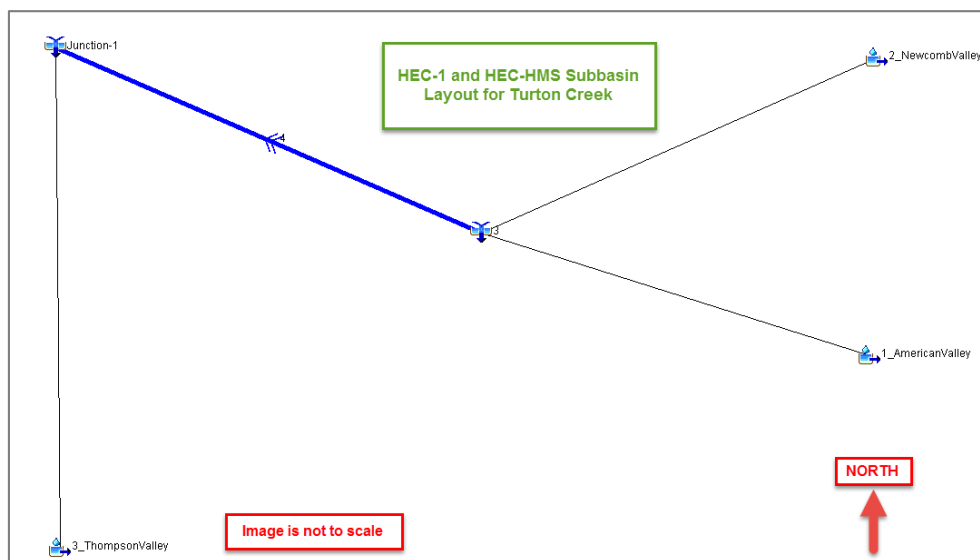 Junction-1
HEC-1 and HEC-HMS Subbasin
Layout for Turton Creek
2_NewcombValley
4
3
1_AmericanValley
NORTH
Image is not to scale
3_ThompsonValley